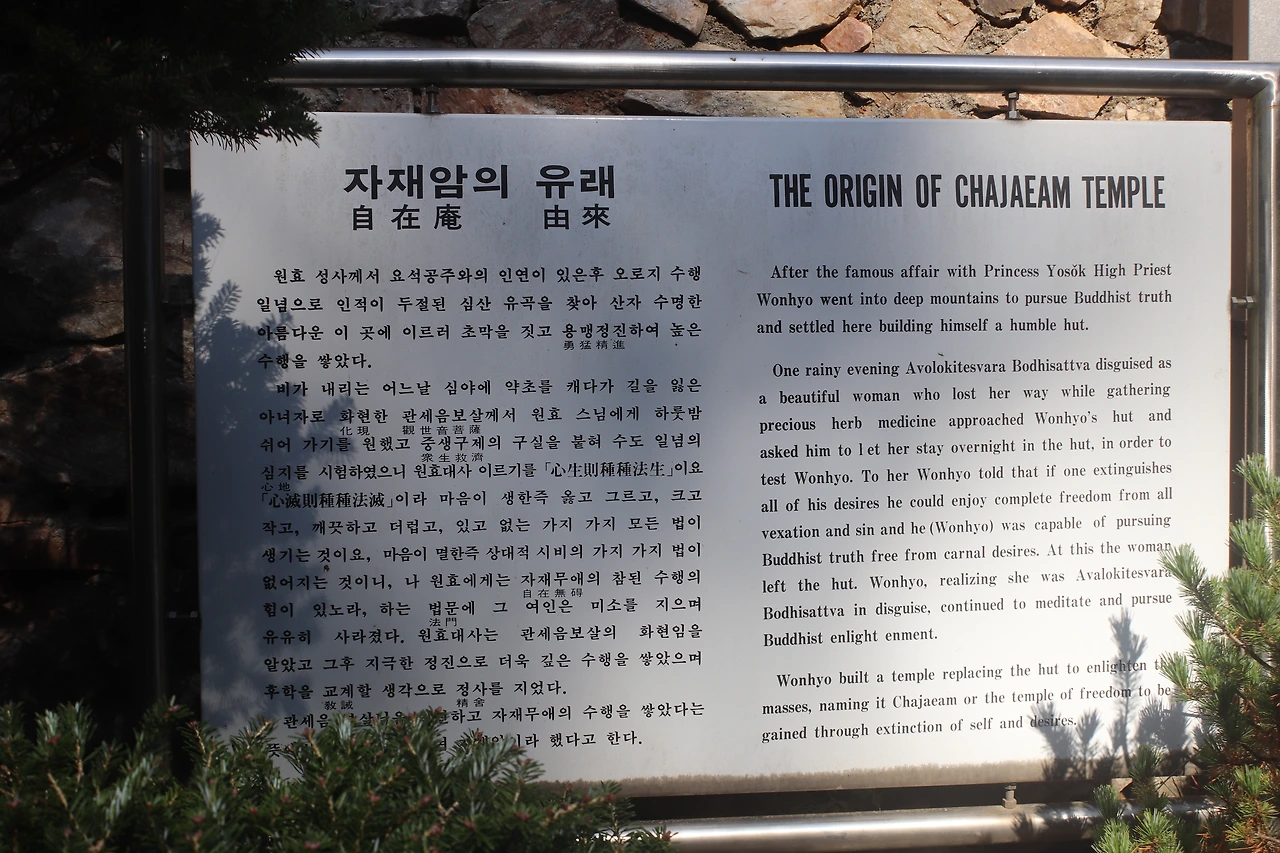 자재암의 유래
自在庵 由來
원효 성사께서 요석공주와의 인연이 있은후 오로지 수행
일념으로 인적이 두절된 심산 유곡을 찾아 산자 수명한
아름다운 이 곳에 이르러 초막을 짓고 용맹정진하여 높은
勇猛精進
수행을 쌓았다.
비가 내리는 어느날 심야에 약초를 캐다가 길을 잃은
아녀자로 화현한 관세음보살께서 원효 스님에게 하룻밤
化現 觀世音菩薩
쉬어 가기를 원했고 중생구제의 구실을 붙혀 수도 일념의
衆生救濟
심지를 시험하였으니 원효대사 이르기를 「心生則種種法生」이요
心地
「心滅則種種法滅」이라 마음이 생한즉 옳고 그르고, 크고
작고, 깨끗하고 더럽고, 있고 없는 가지 가지 모든 법이
생기는 것이요, 마음이 멸한즉 상대적 시비의 가지 가지 법이
없어지는 것이니, 나 원효에게는 자재무애의 참된 수행의
自在無碍
힘이 있노라, 하는 법문에 그 여인은 미소를 지으며
法門
유유히 사라졌다. 원효대사는 관세음보살의 화현임을
알았고 그후 지극한 정진으로 더욱 깊은 수행을 쌓았으며
후학을 교계할 생각으로 정사를 지었다.
敎誡 精舍
관세음 하고 자재무애의 수행을 쌓았다는
이라 했다고 한다.
THE ORIGIN OF CHAJAEAM TEMPLE
After the famous affair with Princess Yosŏk High Priest
Wonhyo went into deep mountains to pursue Buddhist truth
and settled here building himself a humble hut.
One rainy evening Avolokitesvara Bodhisattva disguised as
a beautiful woman who lost her way while gathering
precious herb medicine approached Wonhyo's hut and
asked him to l et her stay overnight in the hut, in order to
test Wonhyo. To her Wonhyo told that if one extinguishes
all of his desires he could enjoy complete freedom from all
vexation and sin and he (Wonhyo) was capable of pursuing
Buddhist truth free from carnal desires. At this the woman
left the hut. Wonhyo, realizing she was Avalokitesvara
Bodhisattva in disguise, continued to meditate and pursue
Buddhist enlight enment.
Wonhyo built a temple replacing the hut to enlighten
masses, naming it Chajaeam or the temple of freedom to be
gained through extinction of self and desires.